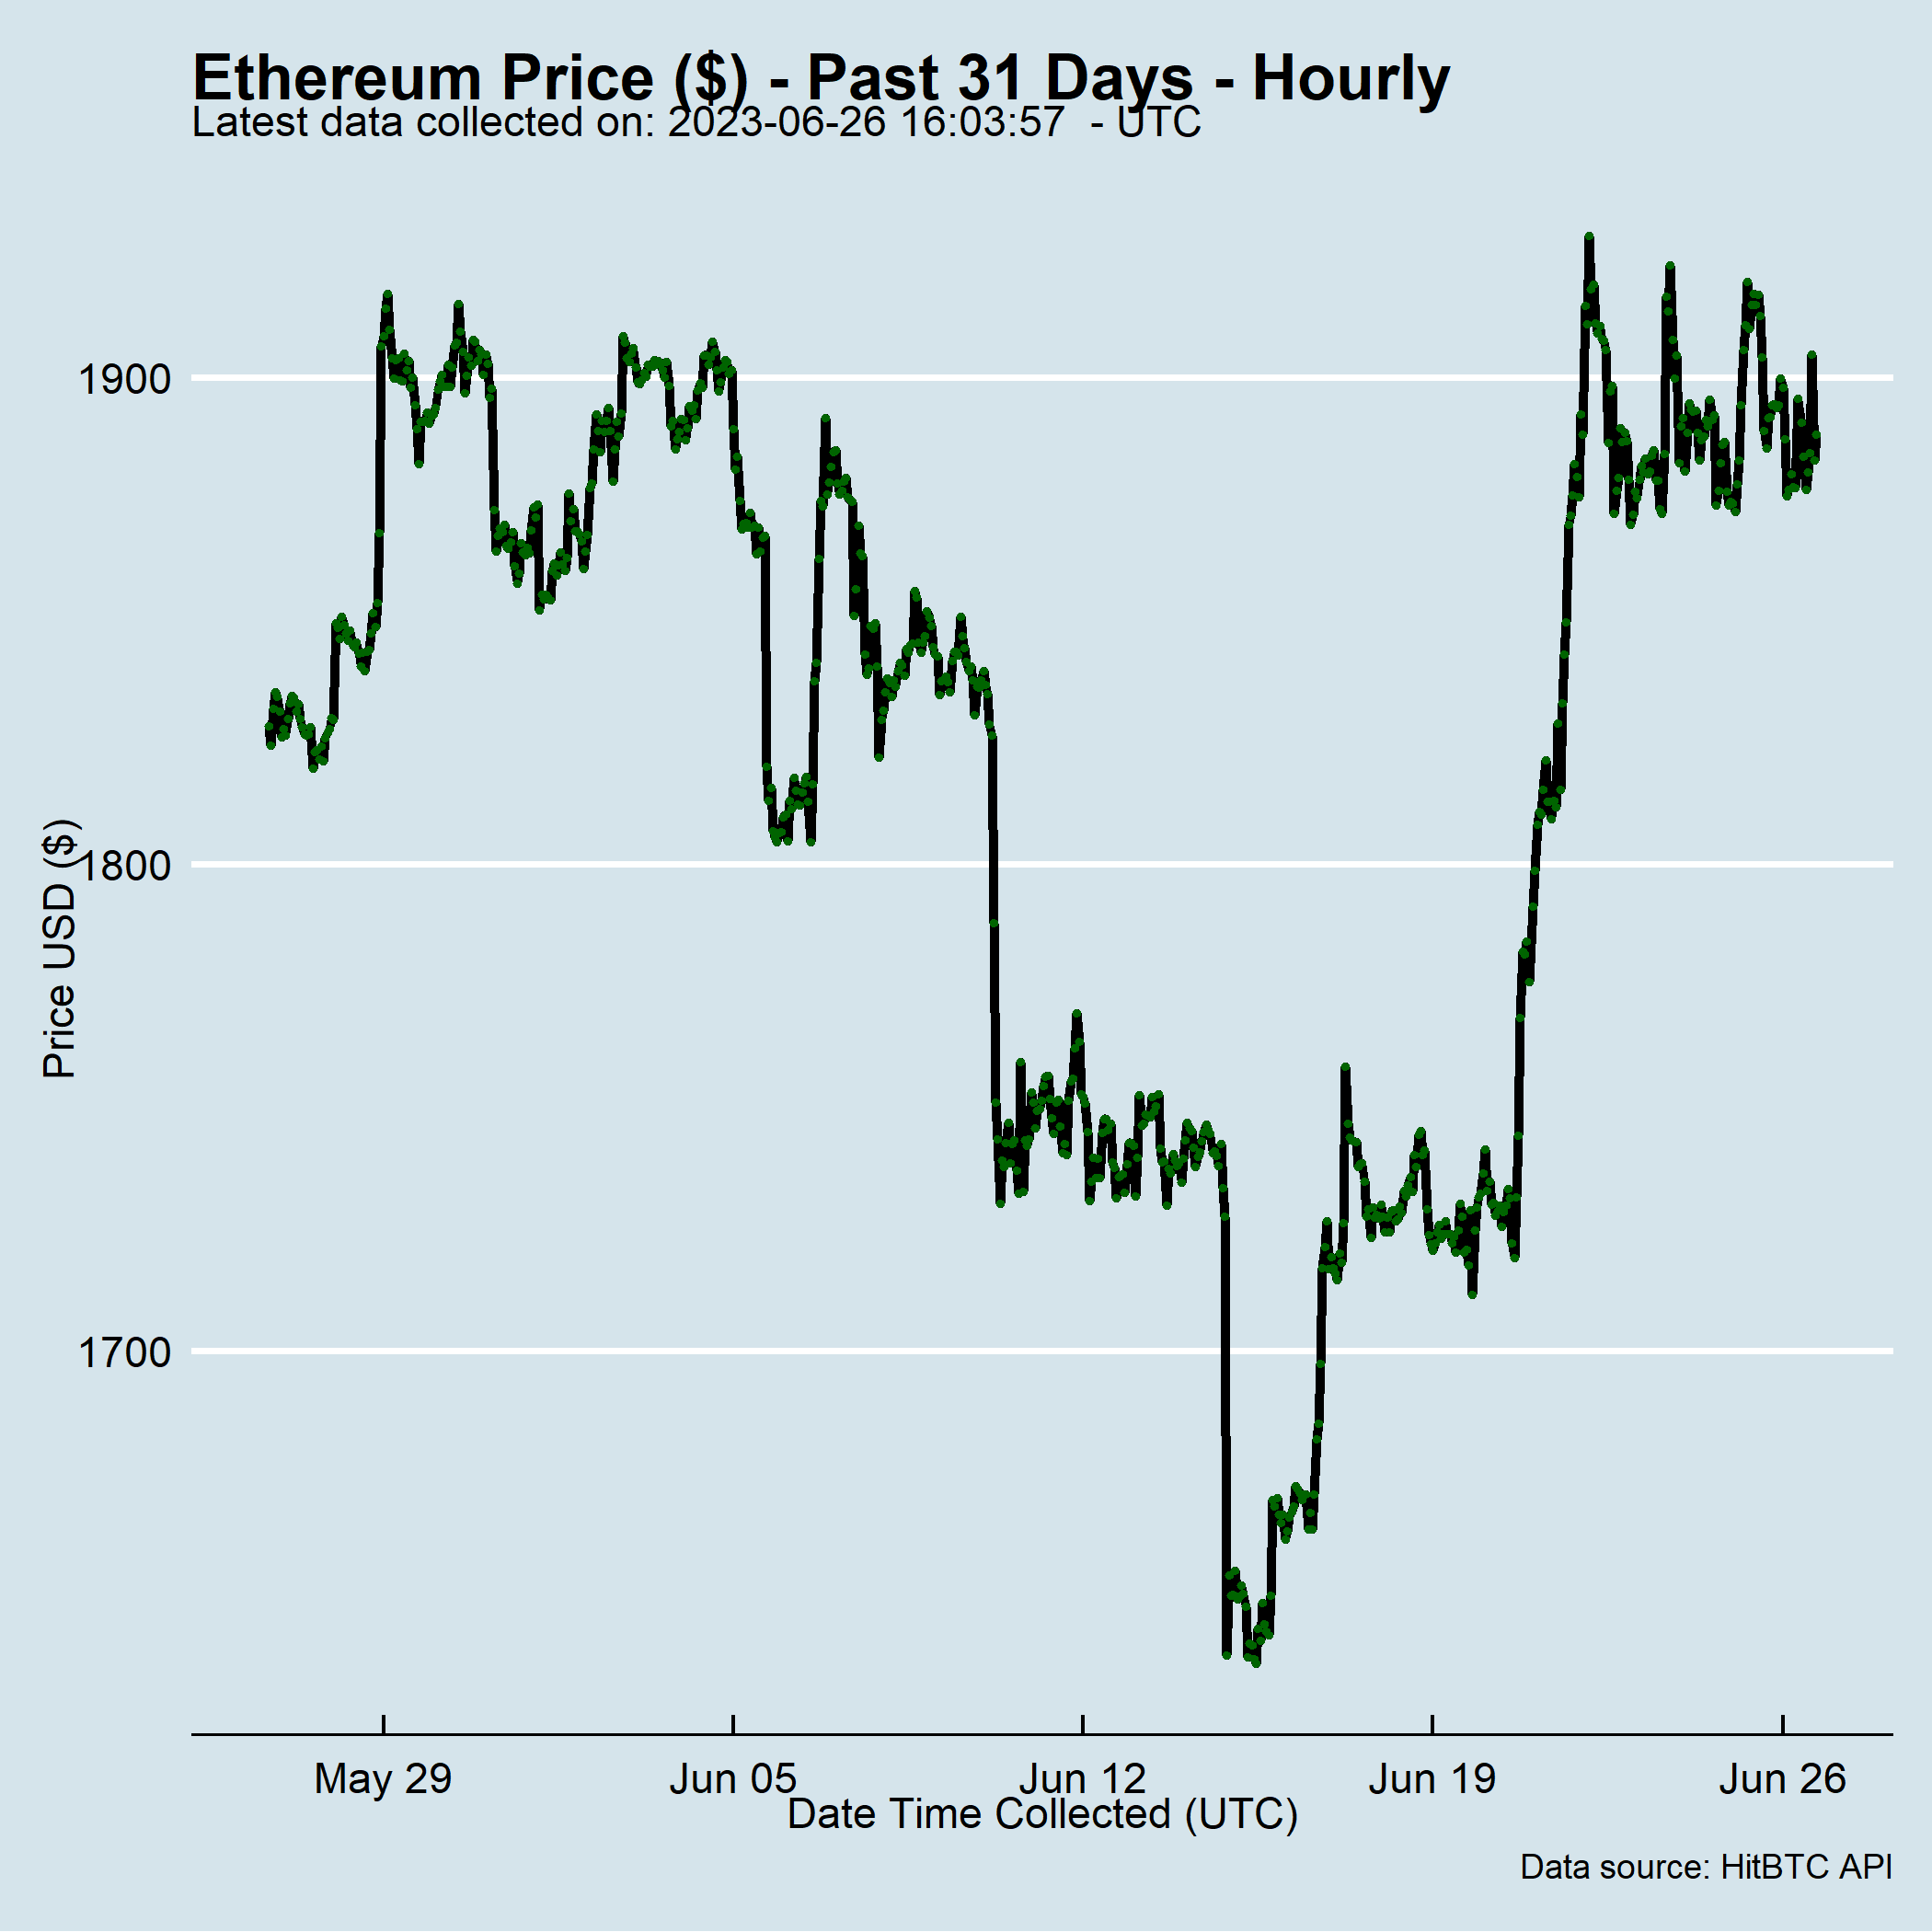 Ethereum Price ($) - Past 31 Days - Hourly
Latest data collected on: 2023-06-26 16:03:57  - UTC
Price USD ($)
1900
1800
1700
May 29
Jun 05
Jun 12
Jun 19
Jun 26
Date Time Collected (UTC)
Data source: HitBTC API